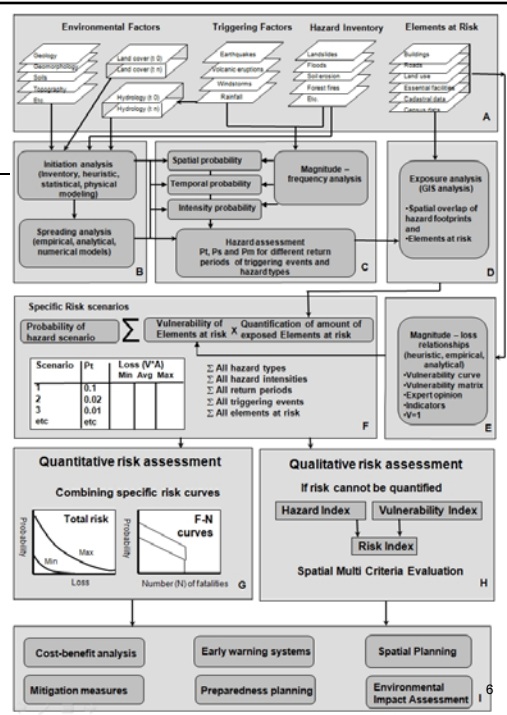 Environmental Factors
Triggering Factors
Hazard Inventory
Elements at Risk
Geology
Geomorphology
Soils
Topography
Etc.
Land cover (t 0)
Land cover (t n)
Hydrology (t 0)
Hydrology (t n)
Earthquakes
Volcanic eruptions
Windstorms
Rainfall
Landslides
Floods
Soil erosion
Forest fires
Etc.
Buildings
Roads
Land use
Essential facilities
Cadastral data
Census data
A
Initiation analysis
(Inventory, heuristic,
statistical, physical
modeling)
Spreading analysis
(empirical, analytical,
numerical models)
B
Spatial probability
Temporal probability
Intensity probability
Magnitude –
frequency analysis
Hazard assessment
Pt, Ps and Pm for different return
periods of triggering events and
hazard types
C
Exposure analysis
(GIS analysis)
•Spatial overlap of
hazard footprints
and
•Elements at risk
D
Specific Risk scenarios
Probability of
hazard scenario
Σ
Vulnerability of
Elements at risk
X
Quantification of amount of
exposed Elements at risk
Scenario Pt Loss (V*A)
Min Avg Max
1 0.1
2 0.02
3 0.01
etc etc
Σ All hazard types
Σ All hazard intensities
Σ All return periods
Σ All triggering events
Σ All elements at risk
F
Magnitude – loss
relationships
(heuristic, empirical,
analytical)
•Vulnerability curve
•Vulnerability matrix
•Expert opinion
•Indicators
•V=1
E
Quantitative risk assessment
Combining specific risk curves
Probability
Total risk
Min
Max
Loss
Probability
F-N
curves
Number (N) of fatalities
G
Qualitative risk assessment
If risk cannot be quantified
Hazard Index
Vulnerability Index
Risk Index
Spatial Multi Criteria Evaluation
H
Cost-benefit analysis
Early warning systems
Spatial Planning
Mitigation measures
Preparedness planning
Environmental
Impact Assessment
I
6